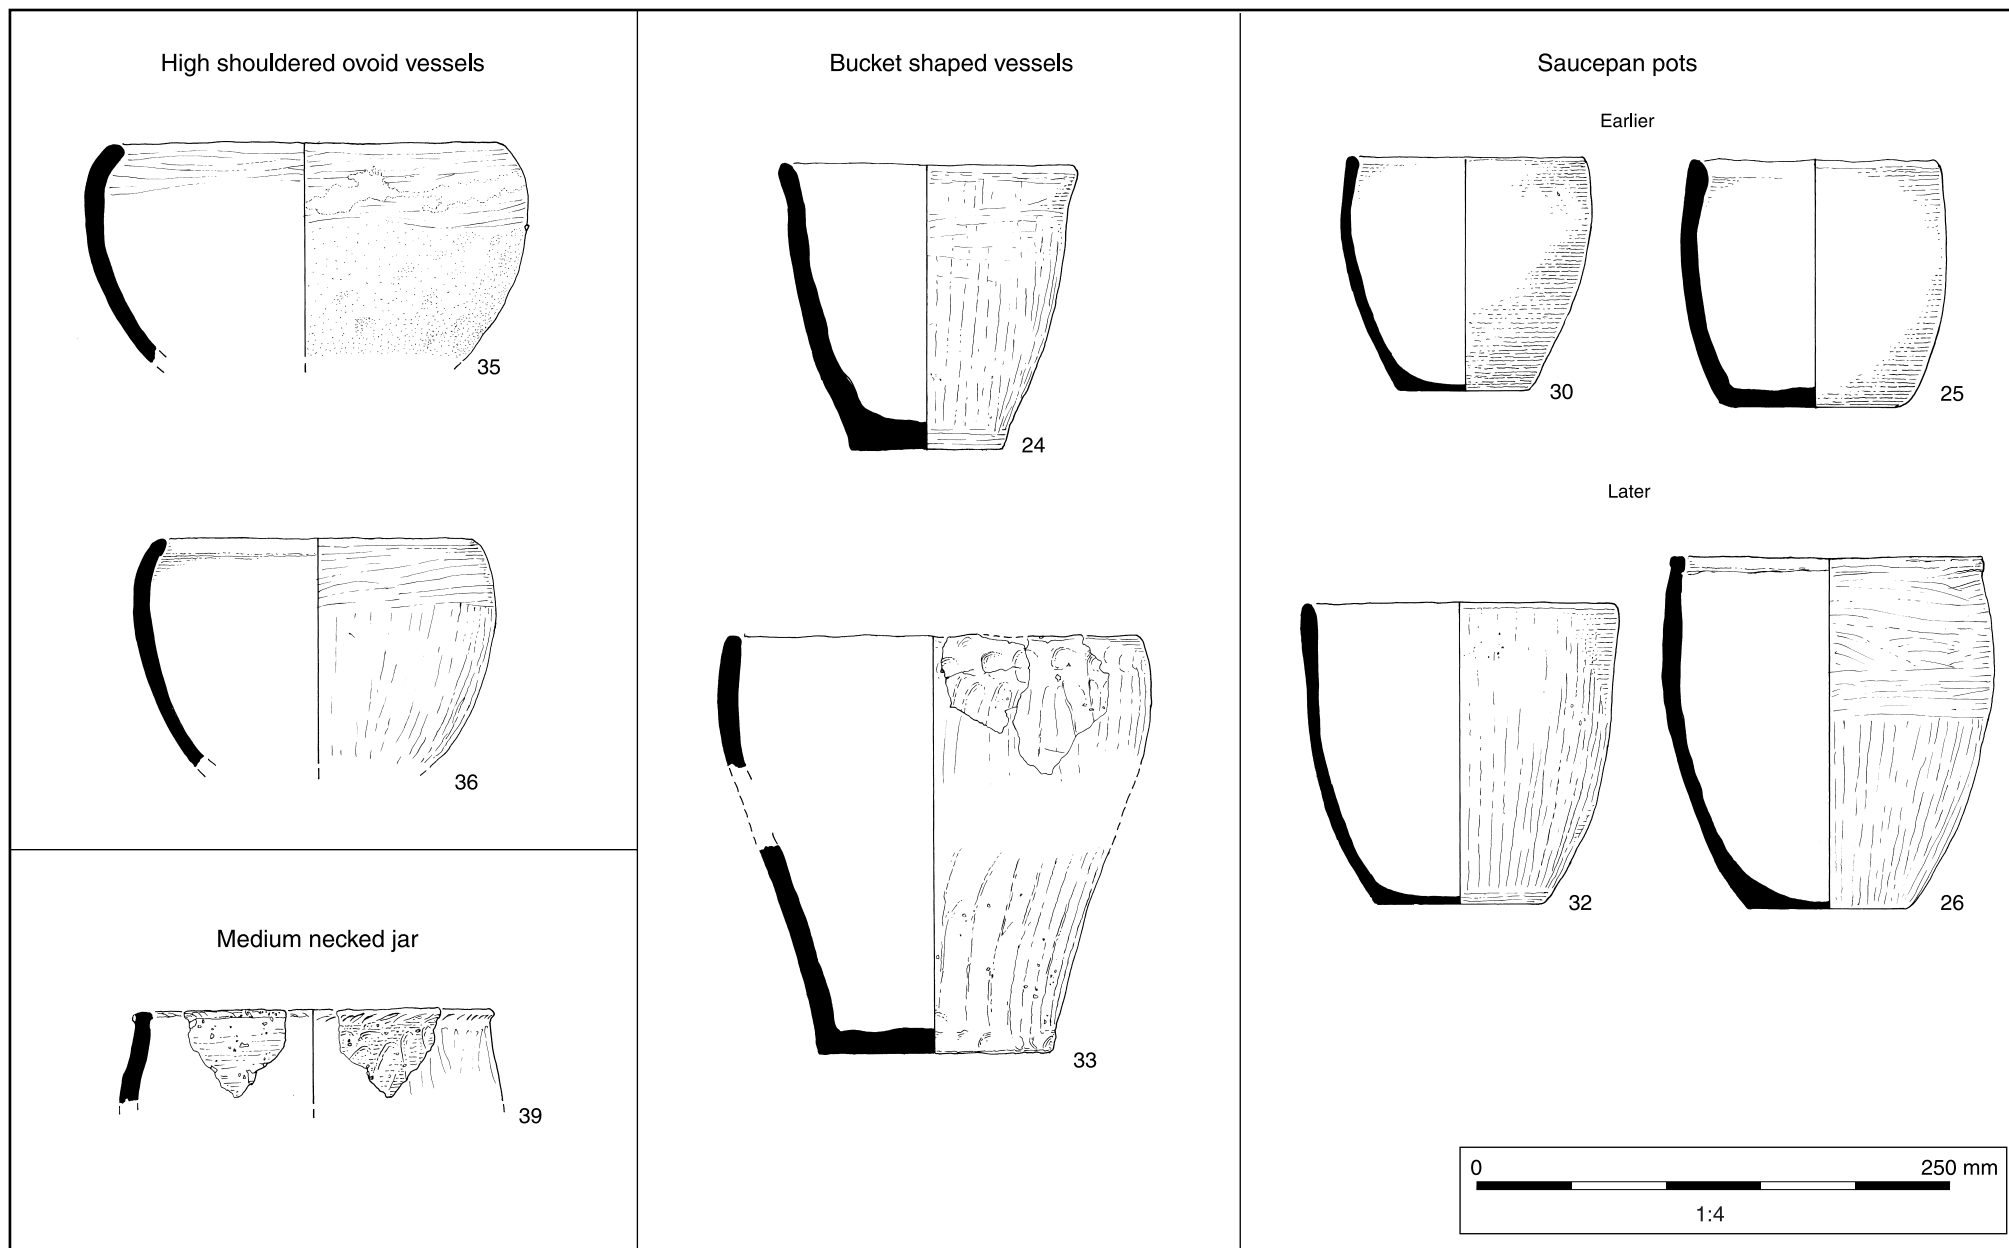 High shouldered ovoid vessels
35
36
Medium necked jar
39
Bucket shaped vessels
24
33
Saucepan pots
Earlier
30
25
Later
32
26
0 250 mm
1:4